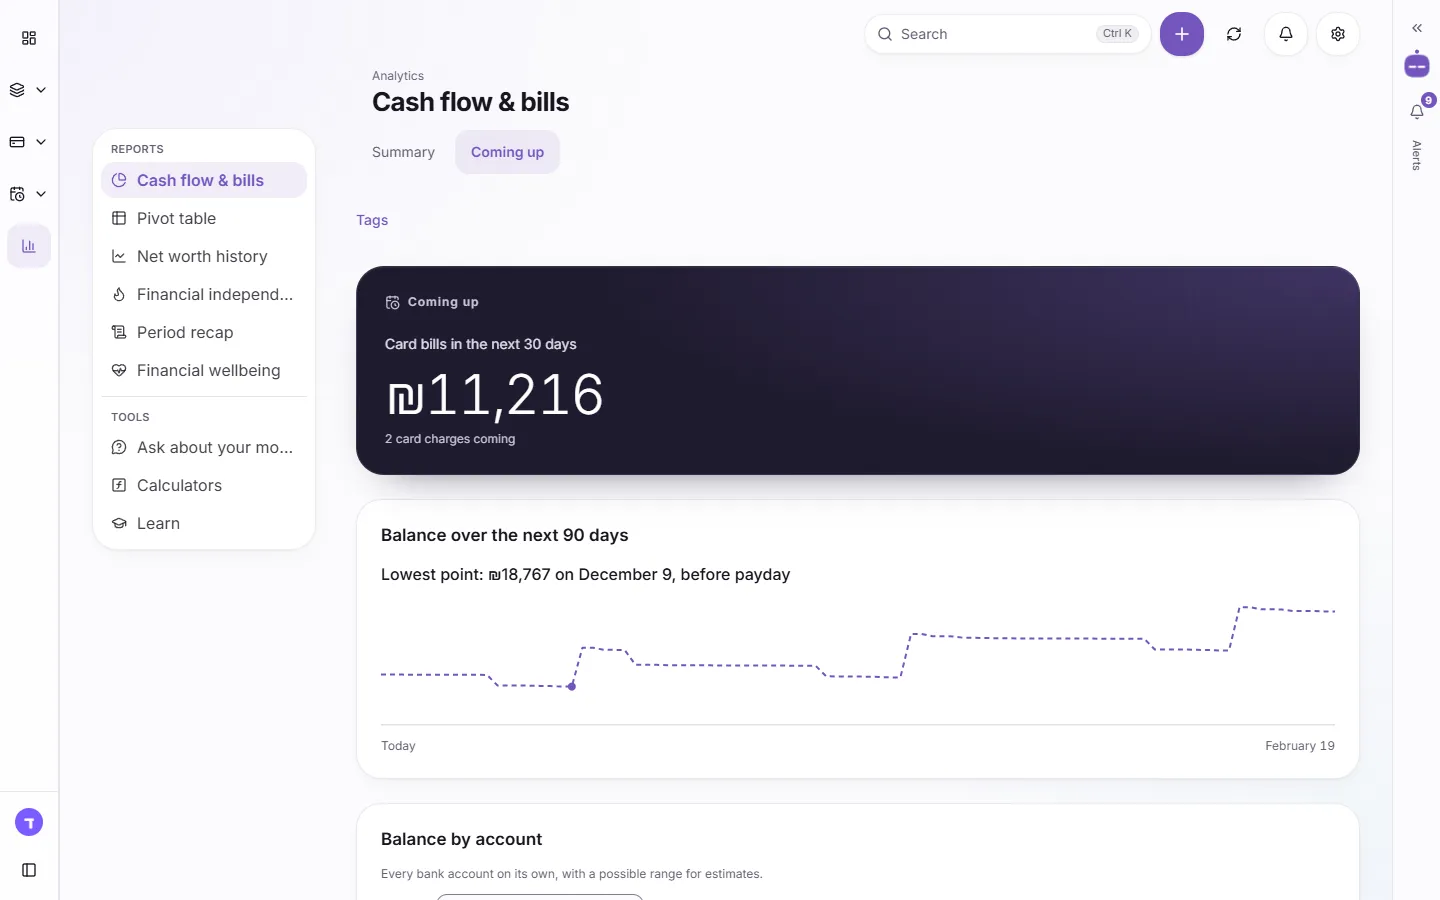 Search
Ctrl K
9
Alerts
Analytics
Cash flow & bills
Summary
Coming up
REPORTS
Cash flow & bills
Pivot table
Net worth history
Financial independ...
Period recap
Financial wellbeing
TOOLS
Ask about your mo...
Calculators
Learn
Tags
Coming up
Card bills in the next 30 days
₪11,216
2 card charges coming
Balance over the next 90 days
Lowest point: ₪18,767 on December 9, before payday
Today
February 19
Balance by account
Every bank account on its own, with a possible range for estimates.